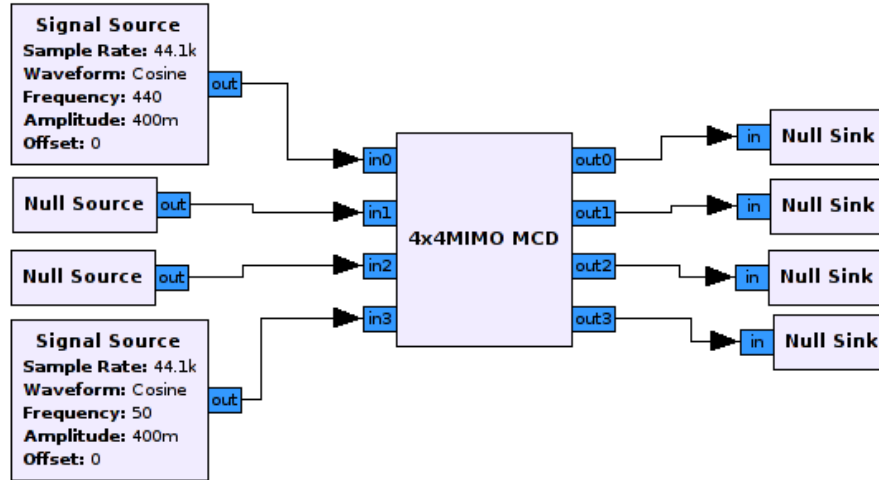 Signal Source
Sample Rate: 44.1k
Waveform: Cosine
Frequency: 440
Amplitude: 400m
Offset: 0
out
Null Source
out
Null Source
out
Signal Source
Sample Rate: 44.1k
Waveform: Cosine
Frequency: 50
Amplitude: 400m
Offset: 0
out
in0
in1
in2
in3
4x4MIMO MCD
out0
out1
out2
out3
in
Null Sink
in
Null Sink
in
Null Sink
in
Null Sink